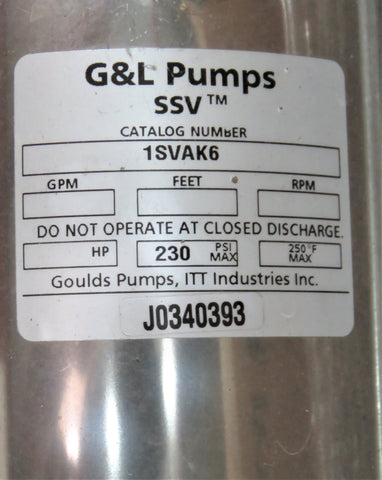 G&L Pumps
SSV™
CATALOG NUMBER
1SVAK6
GPM FEET RPM
DO NOT OPERATE AT CLOSED DISCHARGE.
HP 230 PSI MAX 250°F MAX
Goulds Pumps, ITT Industries Inc.
J0340393